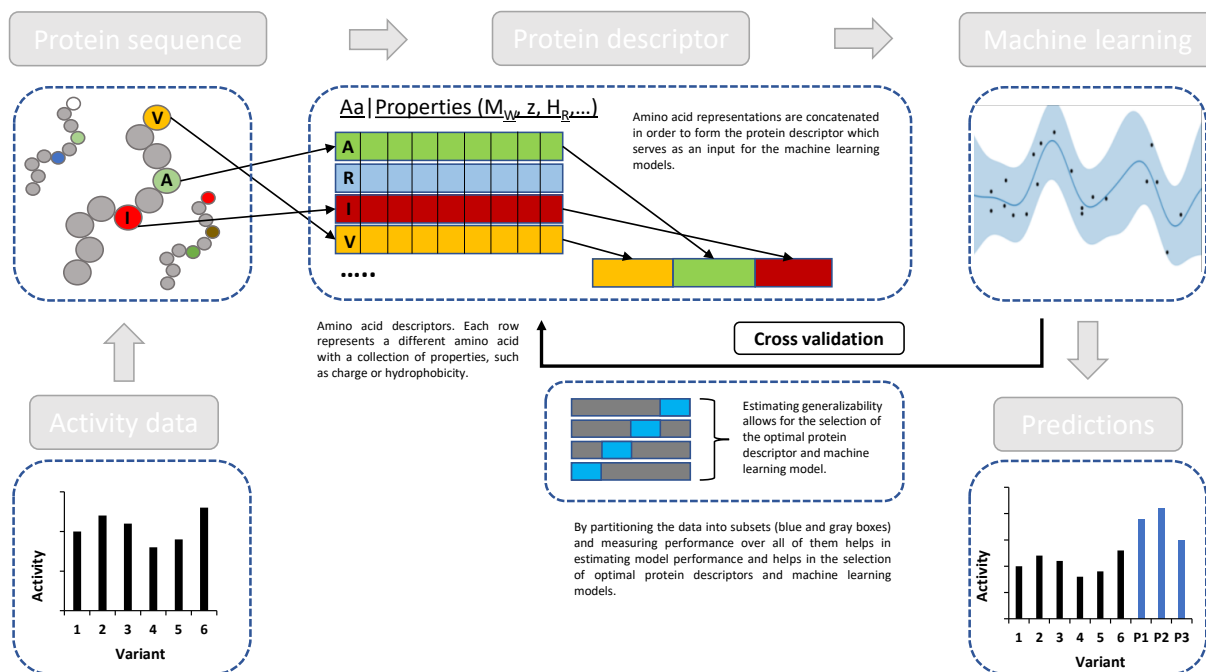 Protein sequence
Protein descriptor
Machine learning
V
A
I
Aa|Properties (MW, z, HR,...)
A
R
I
V
.....
Amino acid representations are concatenated
in order to form the protein descriptor which
serves as an input for the machine learning
models.
Amino acid descriptors. Each row
represents a different amino acid
with a collection of properties, such
as charge or hydrophobicity.
Cross validation
Estimating generalizability
allows for the selection of
the optimal protein
descriptor and machine
learning model.
By partitioning the data into subsets (blue and gray boxes)
and measuring performance over all of them helps in
estimating model performance and helps in the selection
of optimal protein descriptors and machine learning
models.
Activity data
Activity
1 2 3 4 5 6
Variant
Predictions
Activity
1 2 3 4 5 6 P1 P2 P3
Variant